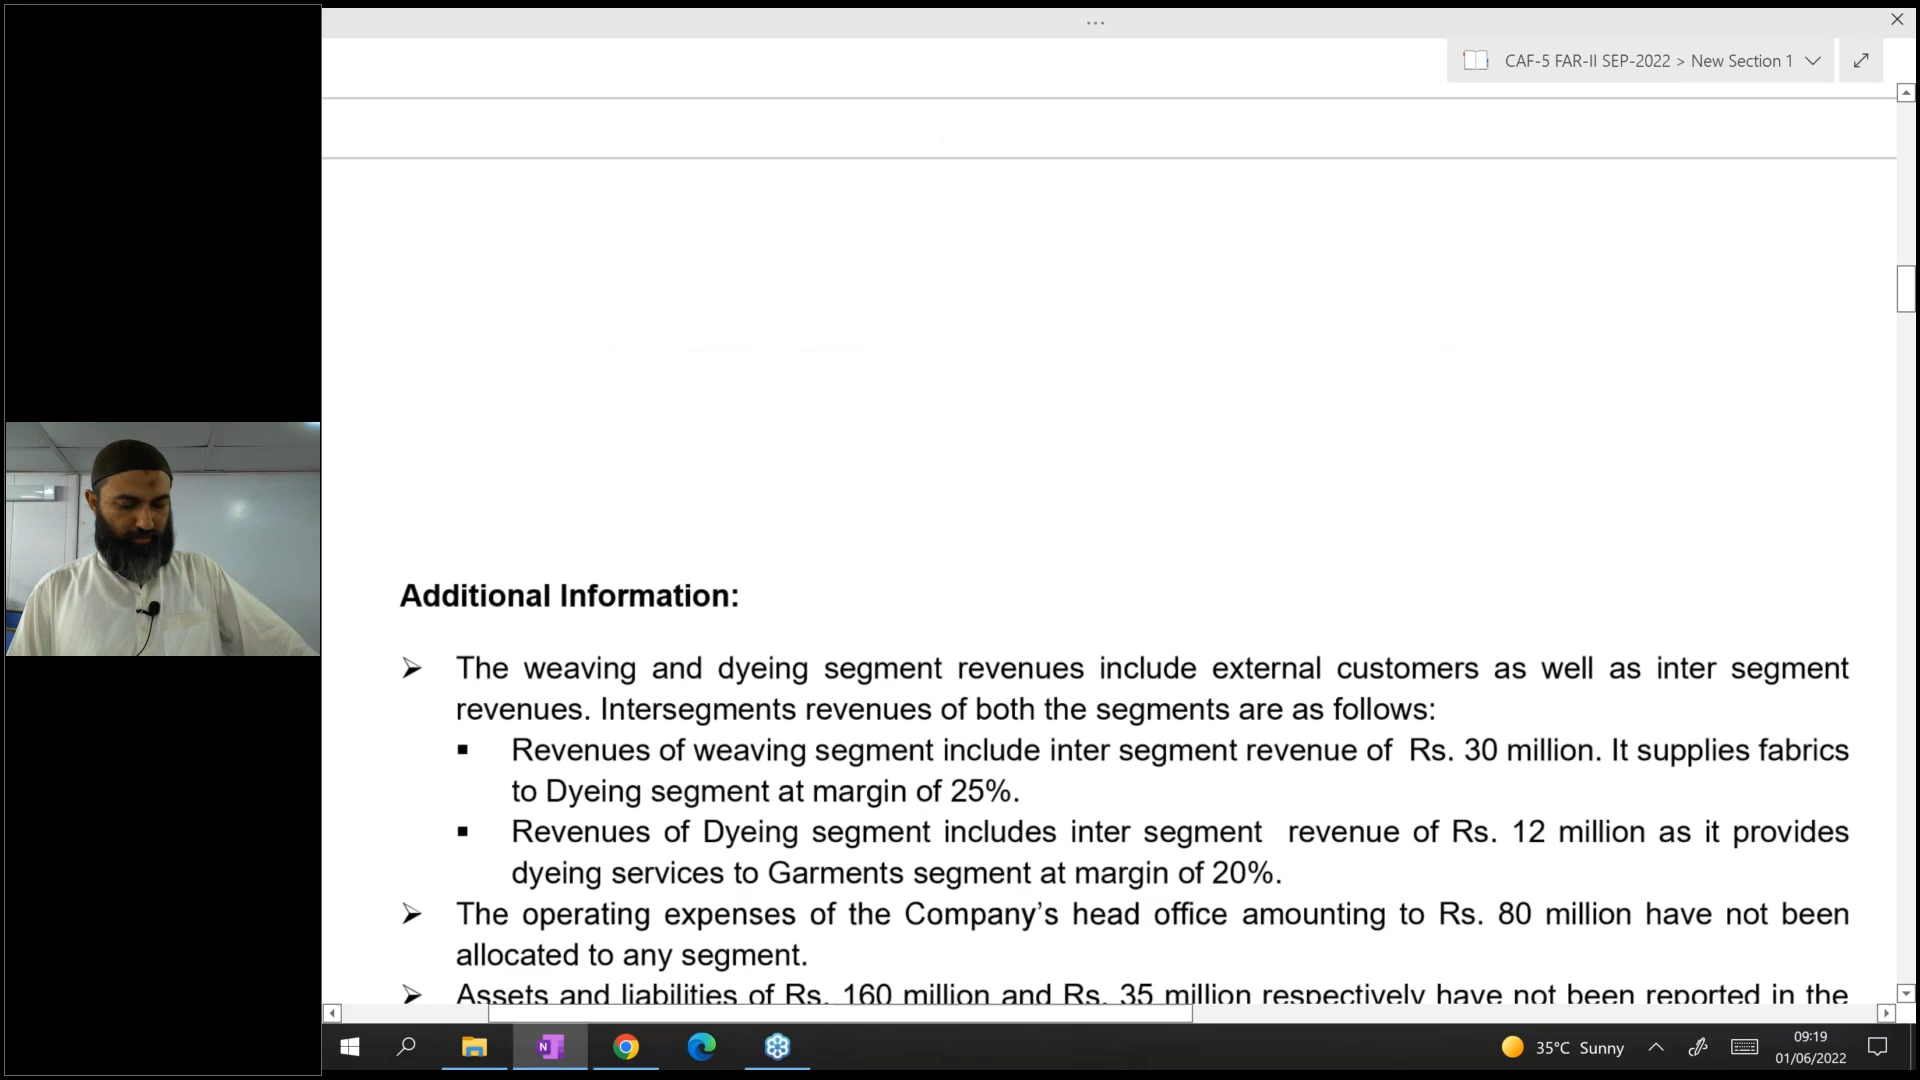 CAF-5 FAR-II SEP-2022 > New Section 1
Additional Information:
➢ The weaving and dyeing segment revenues include external customers as well as inter segment
revenues. Intersegments revenues of both the segments are as follows:
▪ Revenues of weaving segment include inter segment revenue of Rs. 30 million. It supplies fabrics
to Dyeing segment at margin of 25%.
▪ Revenues of Dyeing segment includes inter segment revenue of Rs. 12 million as it provides
dyeing services to Garments segment at margin of 20%.
➢ The operating expenses of the Company’s head office amounting to Rs. 80 million have not been
allocated to any segment.
➢ Assets and liabilities of Rs. 160 million and Rs. 35 million respectively have not been reported in the
N
35°C Sunny
09:19
01/06/2022